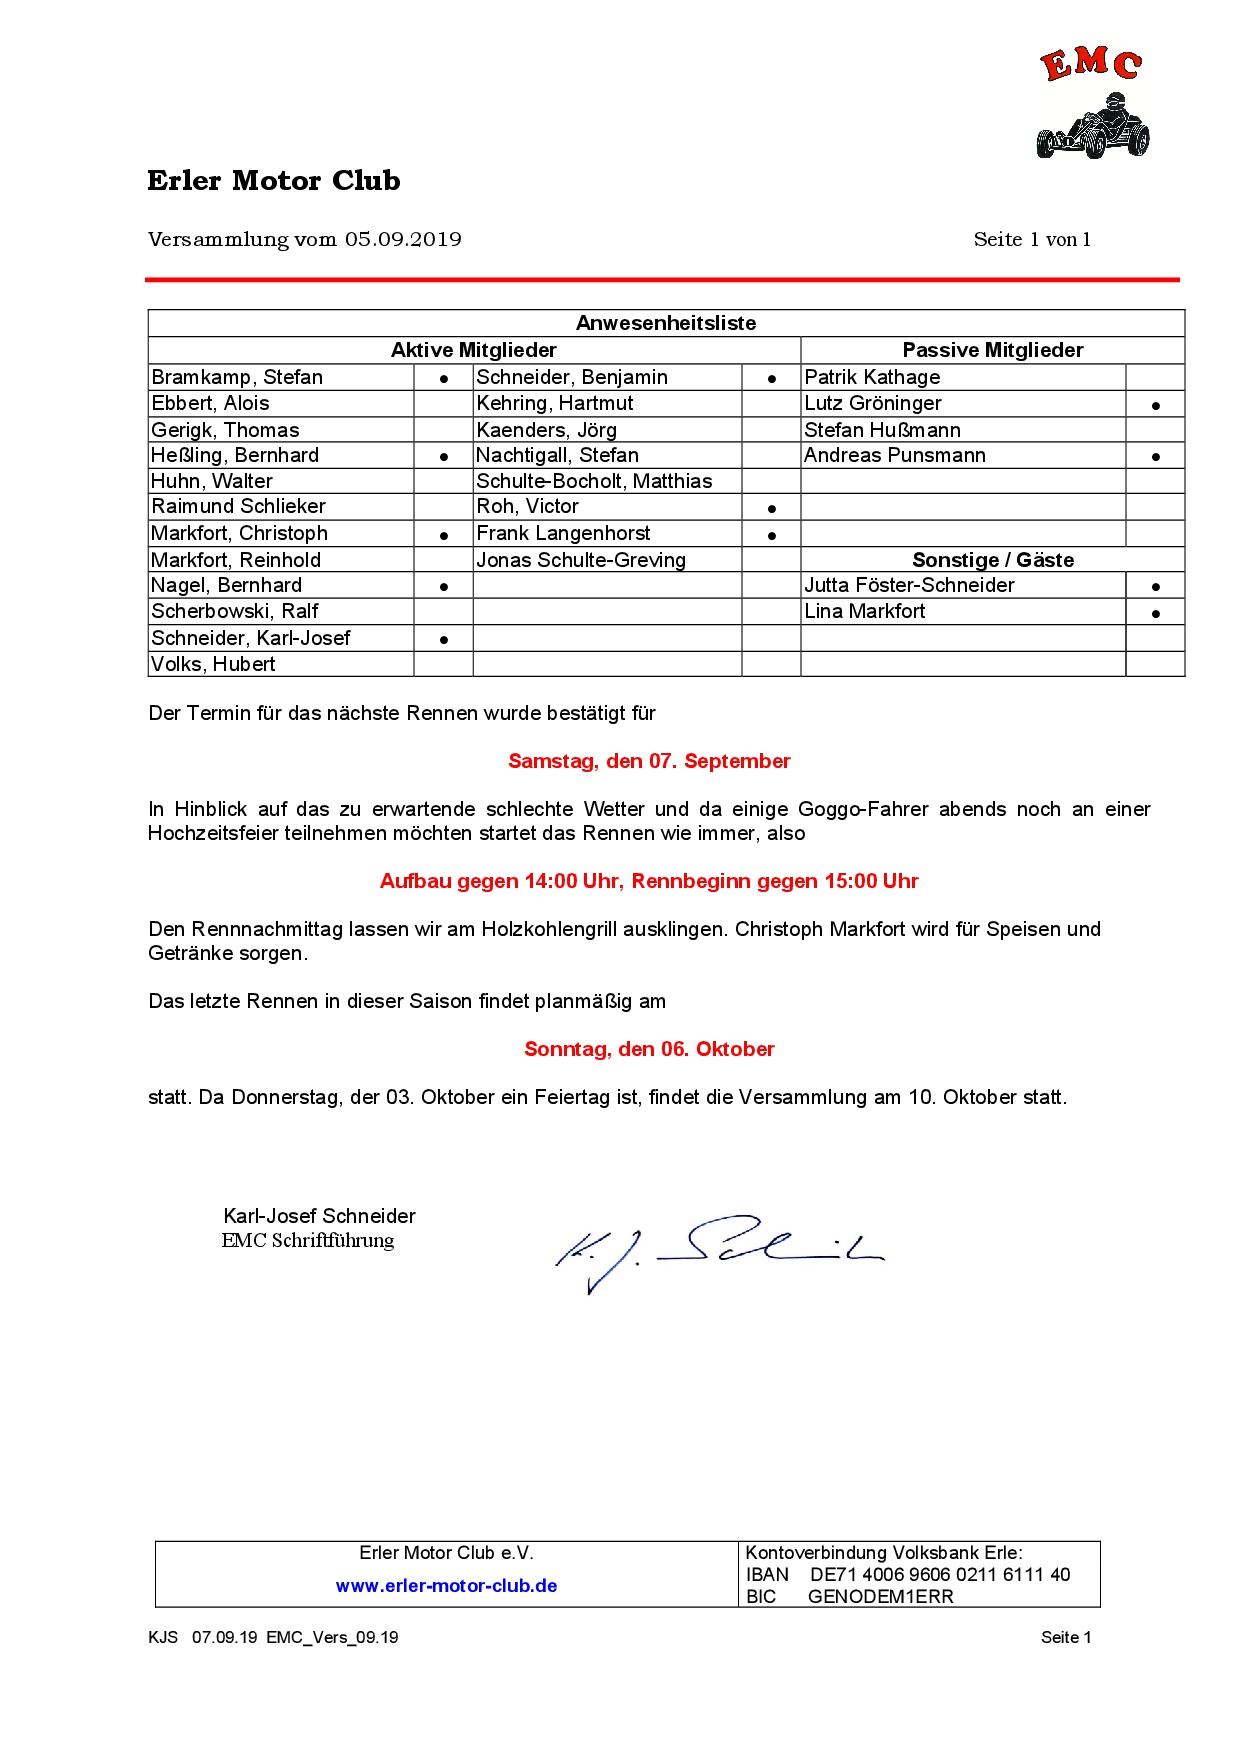 EMC
Erler Motor Club
Versammlung vom 05.09.2019 Seite 1 von 1
Anwesenheitsliste
Aktive Mitglieder Passive Mitglieder
Bramkamp, Stefan ● Schneider, Benjamin ● Patrik Kathage
Ebbert, Alois Kehring, Hartmut Lutz Gröninger ●
Gerigk, Thomas Kaenders, Jörg Stefan Hußmann
Heßling, Bernhard ● Nachtigall, Stefan Andreas Punsmann ●
Huhn, Walter Schulte-Bocholt, Matthias
Raimund Schlieker Roh, Victor ●
Markfort, Christoph ● Frank Langenhorst ●
Markfort, Reinhold Jonas Schulte-Greving Sonstige / Gäste
Nagel, Bernhard ● Jutta Föster-Schneider ●
Scherbowski, Ralf Lina Markfort ●
Schneider, Karl-Josef ●
Volks, Hubert
Der Termin für das nächste Rennen wurde bestätigt für
Samstag, den 07. September
In Hinblick auf das zu erwartende schlechte Wetter und da einige Goggo-Fahrer abends noch an einer
Hochzeitsfeier teilnehmen möchten startet das Rennen wie immer, also
Aufbau gegen 14:00 Uhr, Rennbeginn gegen 15:00 Uhr
Den Rennnachmittag lassen wir am Holzkohlengrill ausklingen. Christoph Markfort wird für Speisen und
Getränke sorgen.
Das letzte Rennen in dieser Saison findet planmäßig am
Sonntag, den 06. Oktober
statt. Da Donnerstag, der 03. Oktober ein Feiertag ist, findet die Versammlung am 10. Oktober statt.
Karl-Josef Schneider
EMC Schriftführung
K. J. Schneider
Erler Motor Club e.V.
www.erler-motor-club.de
Kontoverbindung Volksbank Erle:
IBAN DE71 4006 9606 0211 6111 40
BIC GENODEM1ERR
KJS 07.09.19 EMC_Vers_09.19 Seite 1